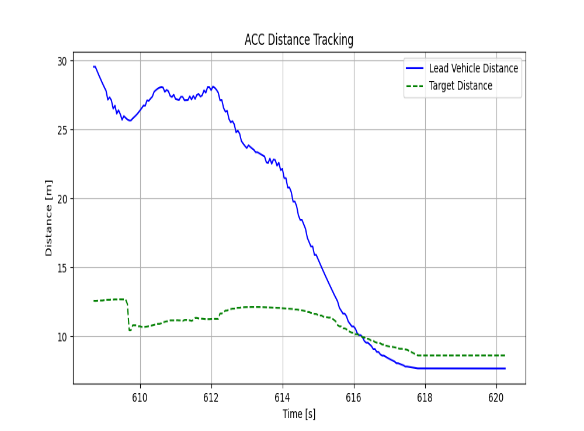 ACC Distance Tracking
Lead Vehicle Distance
Target Distance
Distance [m]
30
25
20
15
10
610
612
614
616
618
620
Time [s]